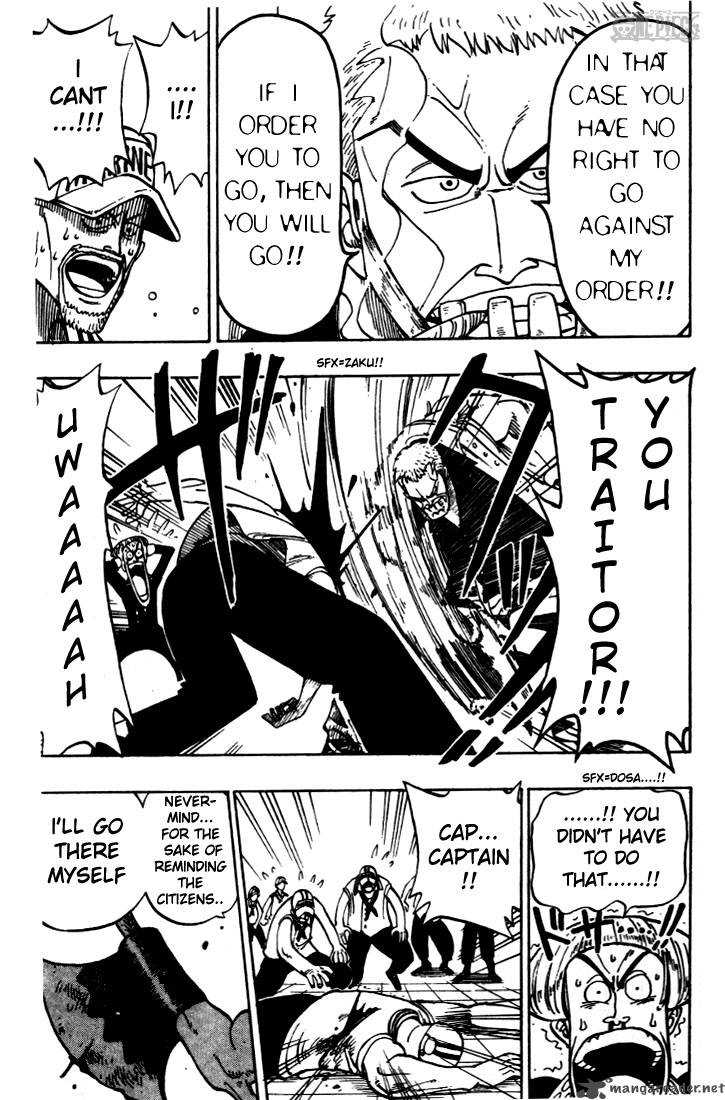 IN THAT
CASE YOU
HAVE NO
RIGHT TO
GO
AGAINST
MY
ORDER!!
IF I
ORDER
YOU TO
GO, THEN
YOU WILL
GO!!
....
I!!
I
CANT
...!!!
SFX=ZAKU!!
YOU
TRAITOR!!!
UWAAAAAH
SFX=DOSA....!!
......!! YOU
DIDN'T HAVE
TO DO
THAT......!!
CAP...
CAPTAIN
!!
NEVER-
MIND...
FOR THE
SAKE OF
REMINDING
THE
CITIZENS..
I'LL GO
THERE
MYSELF
mangareader.net